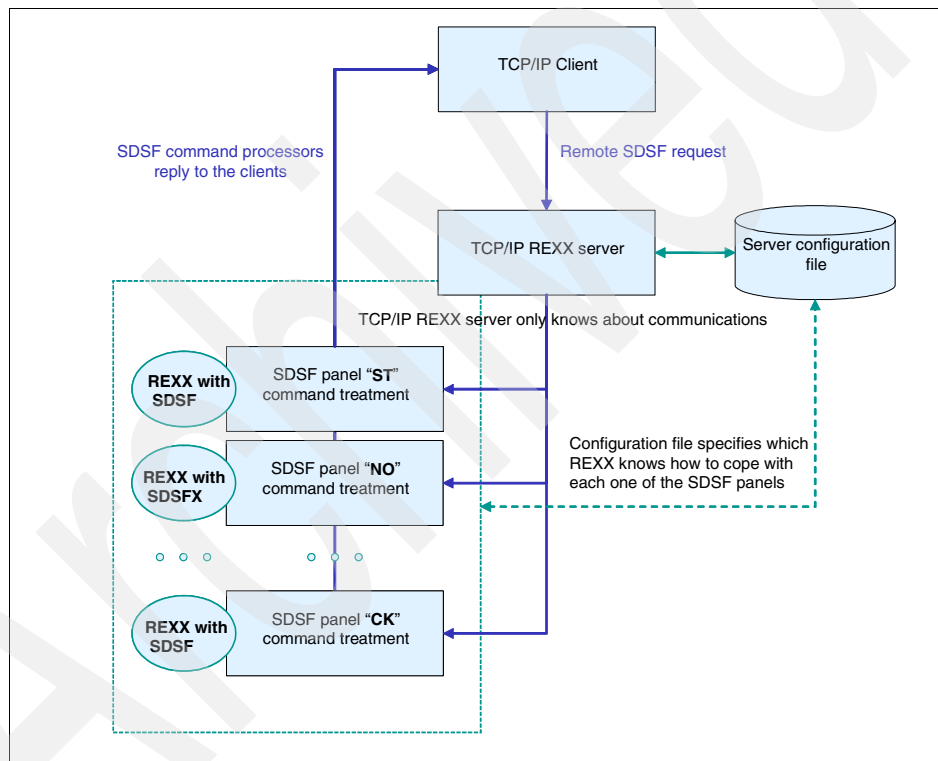 TCP/IP Client
SDSF command processors
reply to the clients
Remote SDSF request
TCP/IP REXX server
Server configuration
file
TCP/IP REXX server only knows about communications
REXX with
SDSF
SDSF panel “ST”
command treatment
Configuration file specifies which
REXX knows how to cope with
each one of the SDSF panels
REXX with
SDSFX
SDSF panel “NO”
command treatment
REXX with
SDSF
SDSF panel “CK”
command treatment
Archived